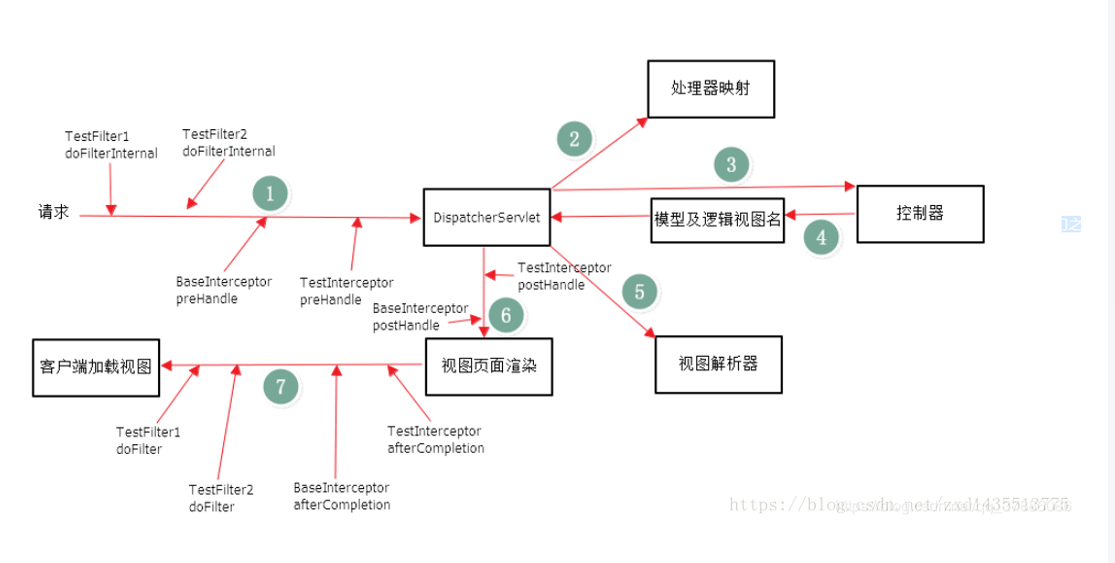 处理器映射
TestFilter1
doFilterInternal
TestFilter2
doFilterInternal
2
3
1
请求
DispatcherServlet
模型及逻辑视图名
控制器
4
BaseInterceptor
preHandle
TestInterceptor
preHandle
TestInterceptor
postHandle
5
BaseInterceptor
postHandle
6
客户端加载视图
视图页面渲染
视图解析器
7
TestFilter1
doFilter
TestInterceptor
afterCompletion
TestFilter2
doFilter
BaseInterceptor
afterCompletion
https://blog.csdn.net/zxd1435513775